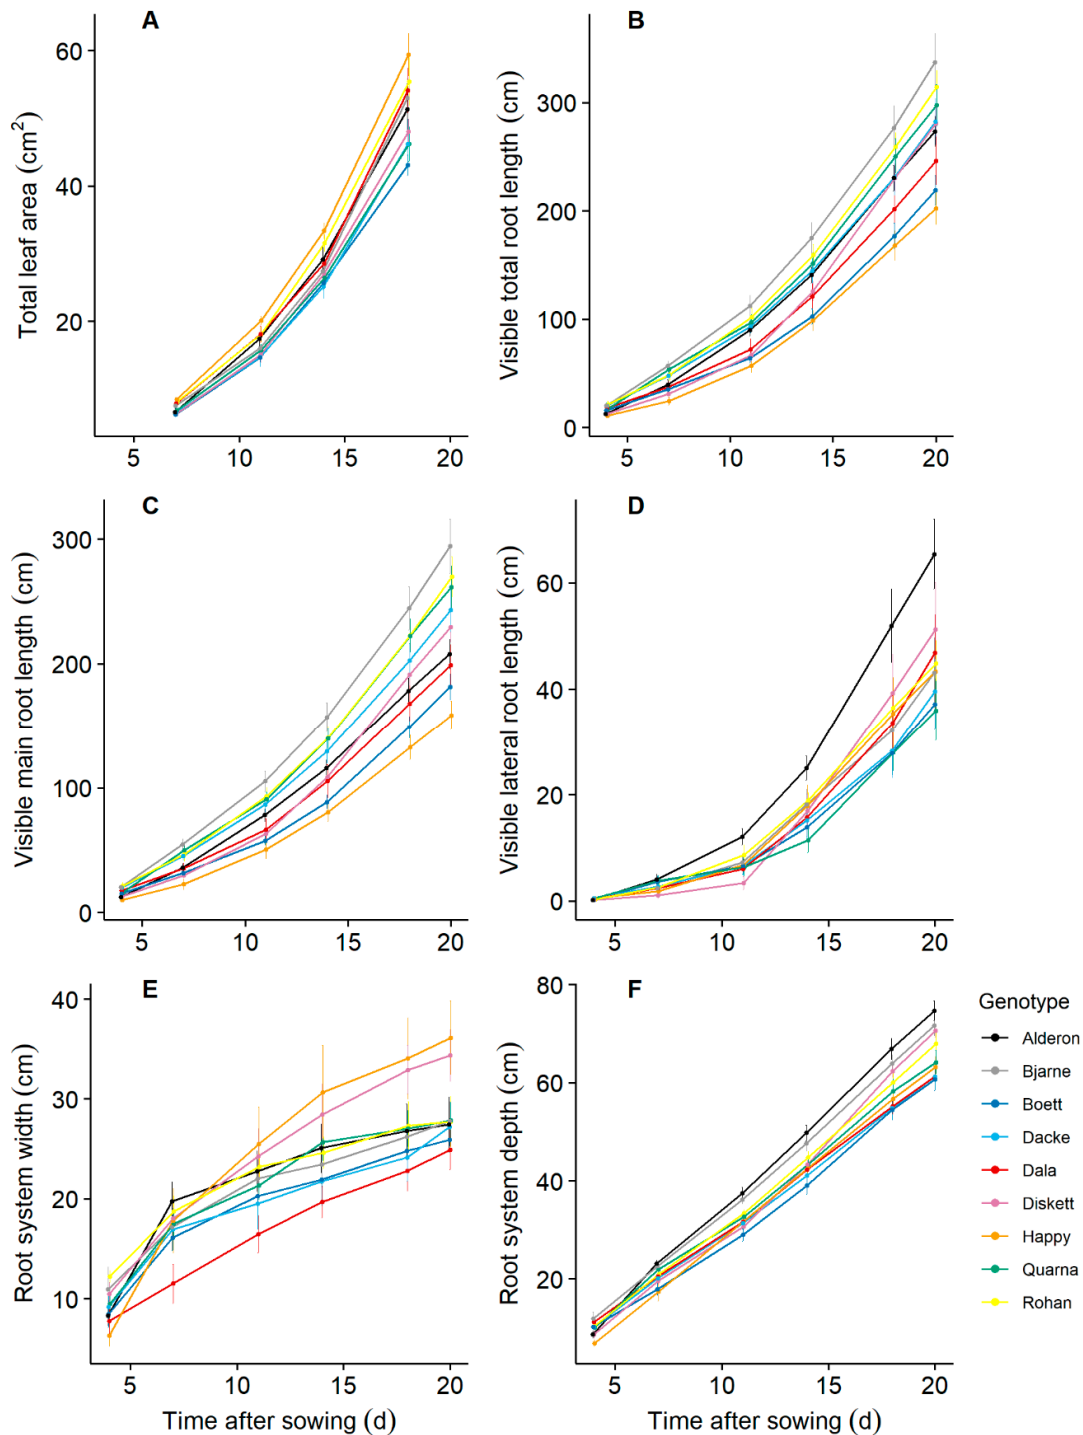 A
Total leaf area (cm²)
60
40
20
5 10 15 20
B
Visible total root length (cm)
300
200
100
0
5 10 15 20
C
Visible main root length (cm)
300
200
100
0
5 10 15 20
D
Visible lateral root length (cm)
60
40
20
0
5 10 15 20
E
Root system width (cm)
40
30
20
10
5 10 15 20
Time after sowing (d)
F
Root system depth (cm)
80
60
40
20
5 10 15 20
Time after sowing (d)
Genotype
Alderon
Bjarne
Boett
Dacke
Dala
Diskett
Happy
Quarna
Rohan